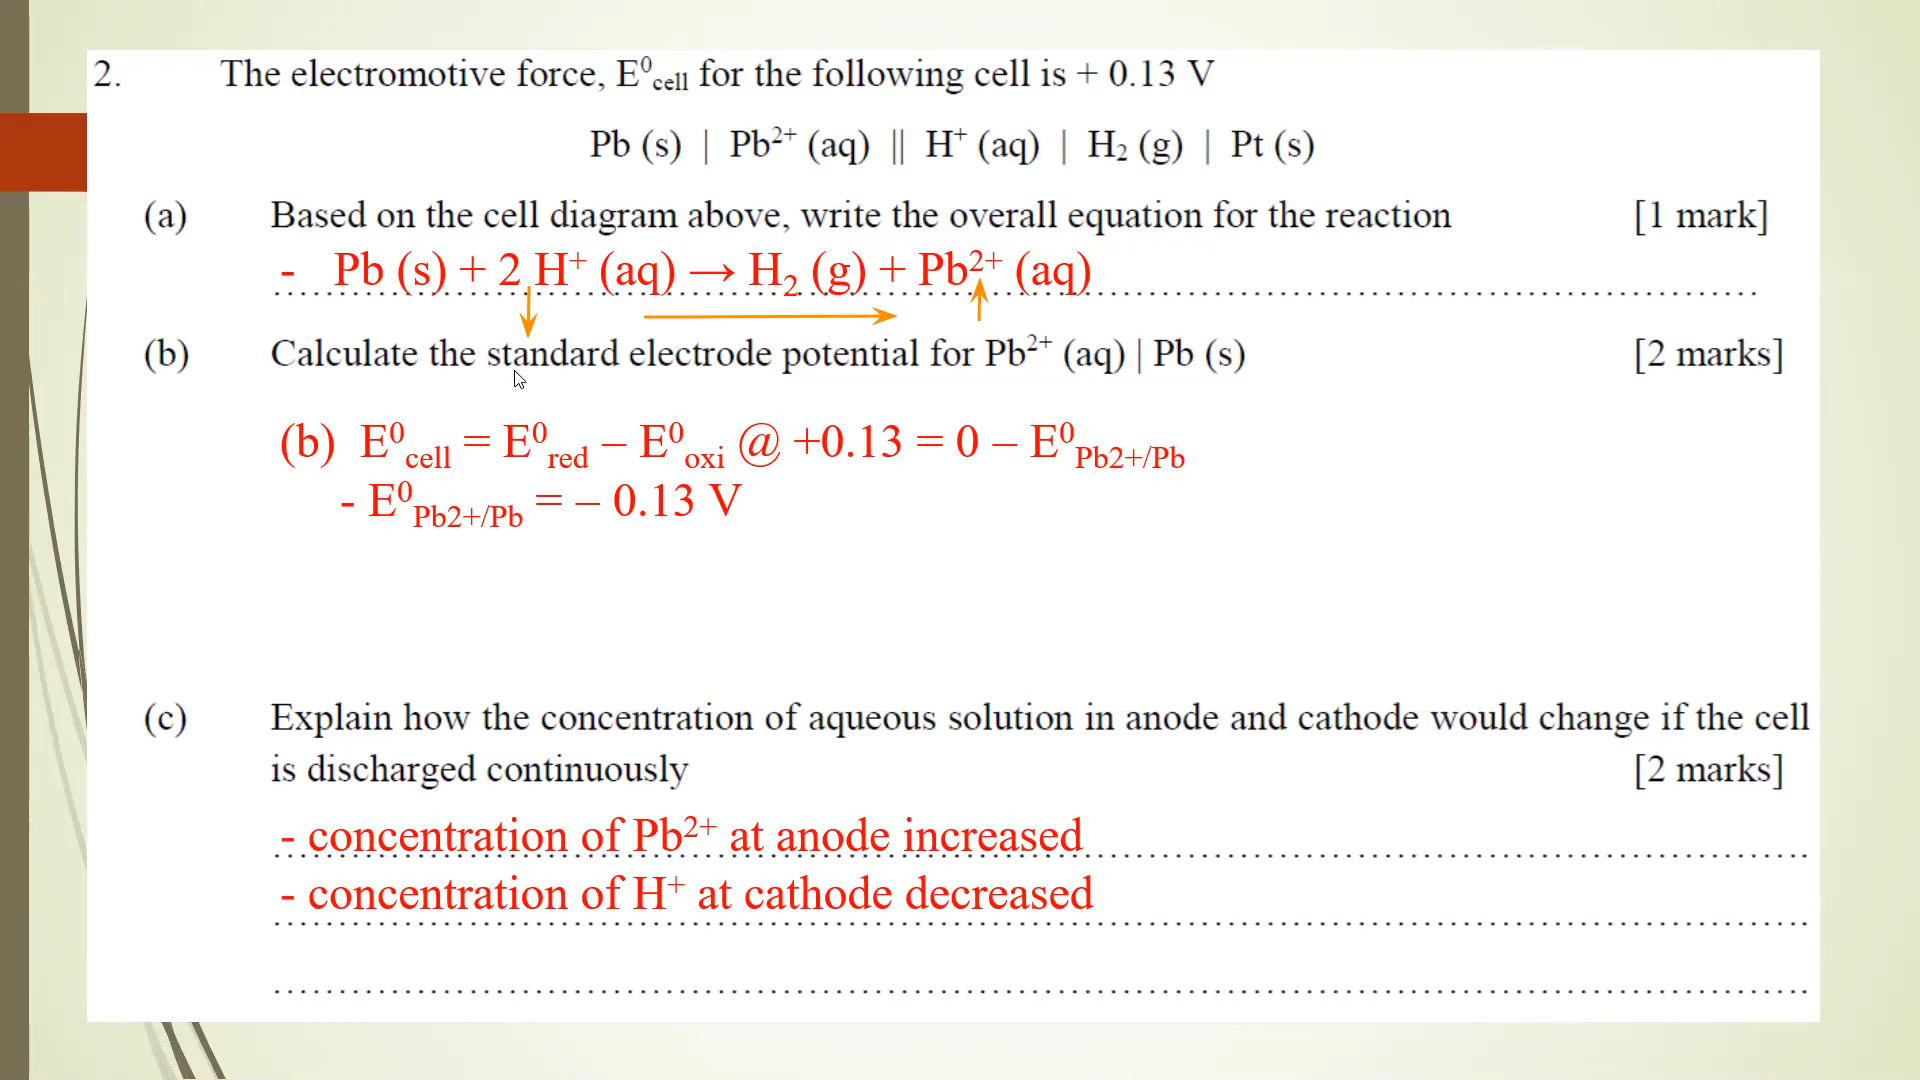 2. The electromotive force, E⁰cell for the following cell is + 0.13 V
Pb (s) | Pb²⁺ (aq) || H⁺ (aq) | H₂ (g) | Pt (s)
(a) Based on the cell diagram above, write the overall equation for the reaction [1 mark]
- Pb (s) + 2 H⁺ (aq) → H₂ (g) + Pb²⁺ (aq)
(b) Calculate the standard electrode potential for Pb²⁺ (aq) | Pb (s) [2 marks]
(b) E⁰cell = E⁰red – E⁰oxi @ +0.13 = 0 – E⁰Pb2+/Pb
- E⁰Pb2+/Pb = – 0.13 V
(c) Explain how the concentration of aqueous solution in anode and cathode would change if the cell
is discharged continuously [2 marks]
- concentration of Pb²⁺ at anode increased
- concentration of H⁺ at cathode decreased